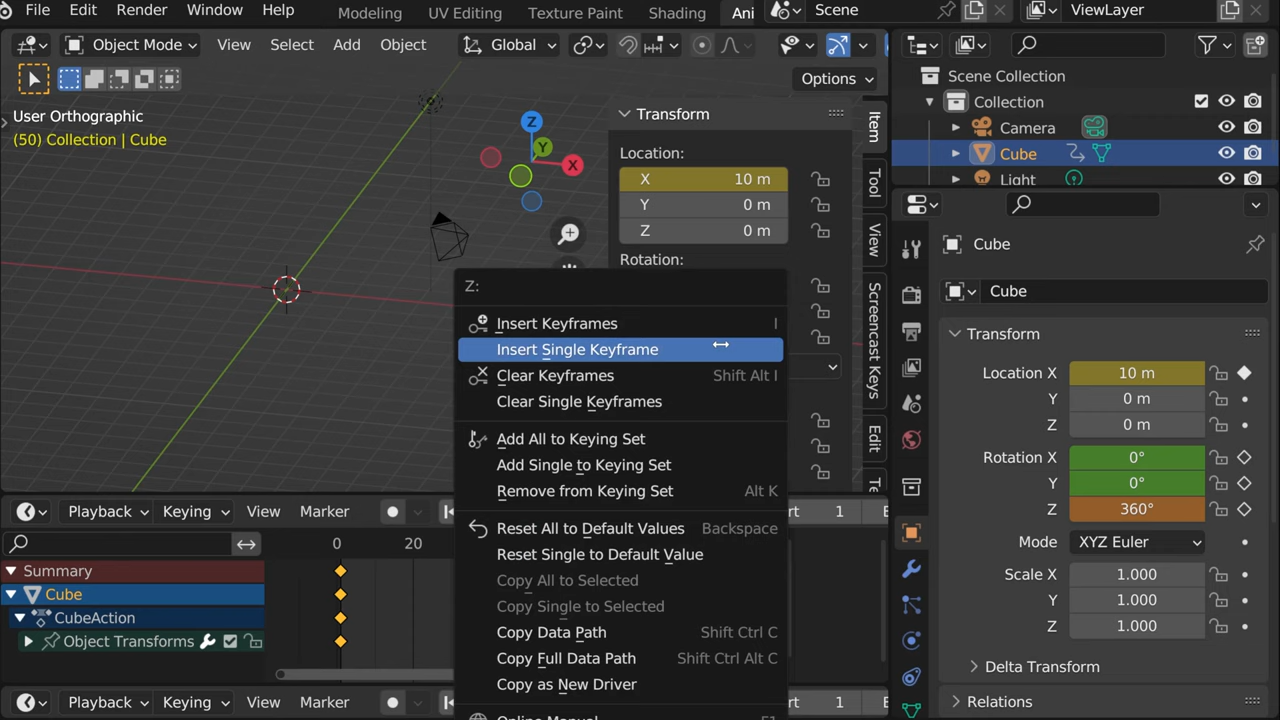 File Edit Render Window Help Modeling UV Editing Texture Paint Shading Ani Scene ViewLayer
Object Mode View Select Add Object Global
Options
User Orthographic
(50) Collection | Cube
Z
Y
X
Transform
Location:
X 10 m
Y 0 m
Z 0 m
Rotation:
Item
Tool
View
Screencast Keys
Edit
Z:
Insert Keyframes I
Insert Single Keyframe
Clear Keyframes Shift Alt I
Clear Single Keyframes
Add All to Keying Set
Add Single to Keying Set
Remove from Keying Set Alt K
Reset All to Default Values Backspace
Reset Single to Default Value
Copy All to Selected
Copy Single to Selected
Copy Data Path Shift Ctrl C
Copy Full Data Path Shift Ctrl Alt C
Copy as New Driver
Online Manual F1
Playback Keying View Marker rt 1 E
0 20
Summary
Cube
CubeAction
Object Transforms
Playback Keying View Marker rt 1 E
Scene Collection
Collection
Camera
Cube
Light
Cube
Cube
Transform
Location X 10 m
Y 0 m
Z 0 m
Rotation X 0°
Y 0°
Z 360°
Mode XYZ Euler
Scale X 1.000
Y 1.000
Z 1.000
Delta Transform
Relations